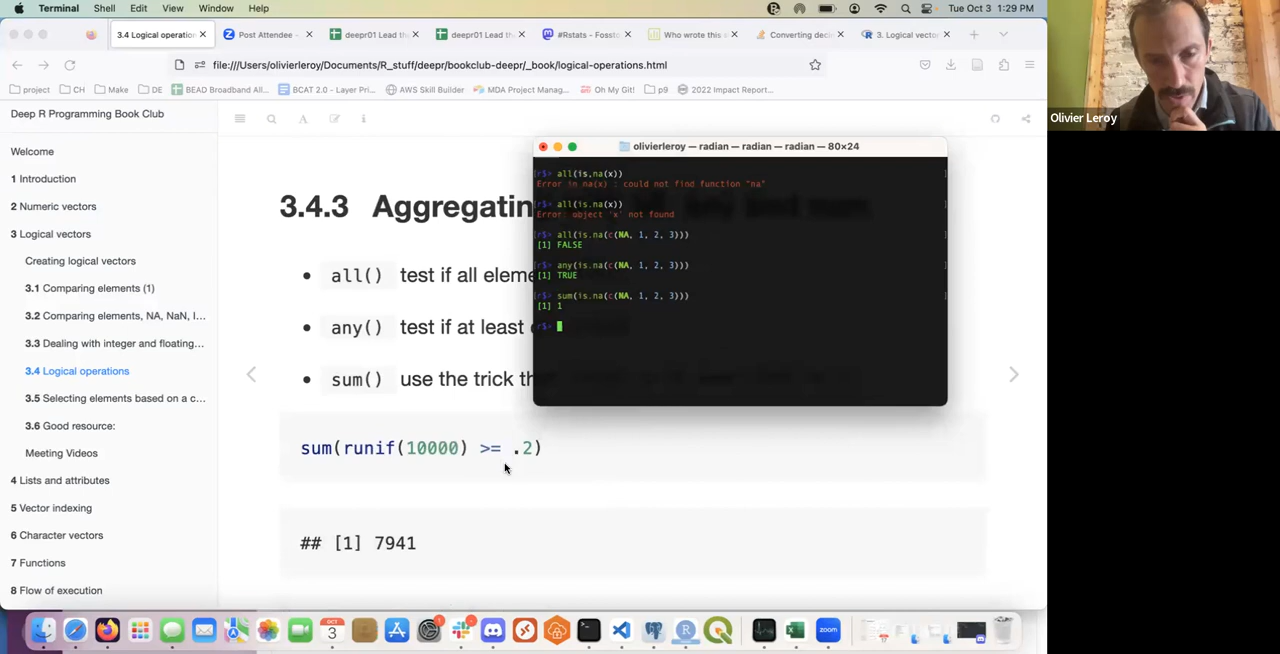 Terminal Shell Edit View Window Help Tue Oct 3 1:29 PM
3.4 Logical operation Post Attendee - deepr01 Lead th deepr01 Lead th #Rstats - Fosst Who wrote this Converting deci 3. Logical vector
file:///Users/olivierleroy/Documents/R_stuff/deepr/bookclub-deepr/_book/logical-operations.html
project CH Make DE BEAD Broadband All... BCAT 2.0 - Layer Pri... AWS Skill Builder MDA Project Manag... Oh My Git! p9 2022 Impact Report...
Olivier Leroy
Deep R Programming Book Club
Welcome
1 Introduction
2 Numeric vectors
3 Logical vectors
Creating logical vectors
3.1 Comparing elements (1)
3.2 Comparing elements, NA, NaN, I...
3.3 Dealing with integer and floating...
3.4 Logical operations
3.5 Selecting elements based on a c...
3.6 Good resource:
Meeting Videos
4 Lists and attributes
5 Vector indexing
6 Character vectors
7 Functions
8 Flow of execution
3.4.3 Aggregating
all() test if all eleme
any() test if at least
sum() use the trick th
sum(runif(10000) >= .2)
## [1] 7941
olivierleroy — radian — radian — radian — 80×24
r$> all(is,na(x))
Error in na(x) : could not find function "na"
r$> all(is.na(x))
Error: object 'x' not found
r$> all(is.na(c(NA, 1, 2, 3)))
[1] FALSE
r$> any(is.na(c(NA, 1, 2, 3)))
[1] TRUE
r$> sum(is.na(c(NA, 1, 2, 3)))
[1] 1
r$>
OCT
3
zoom